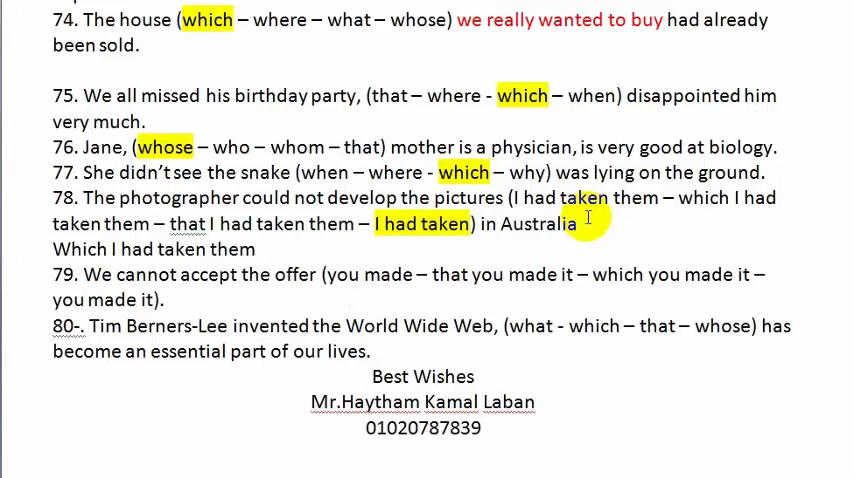 74. The house (which – where – what – whose) we really wanted to buy had already
been sold.
75. We all missed his birthday party, (that – where - which – when) disappointed him
very much.
76. Jane, (whose – who – whom – that) mother is a physician, is very good at biology.
77. She didn't see the snake (when – where - which – why) was lying on the ground.
78. The photographer could not develop the pictures (I had taken them – which I had
taken them – that I had taken them – I had taken) in Australia
Which I had taken them
79. We cannot accept the offer (you made – that you made it – which you made it –
you made it).
80-. Tim Berners-Lee invented the World Wide Web, (what - which – that – whose) has
become an essential part of our lives.
Best Wishes
Mr.Haytham Kamal Laban
01020787839